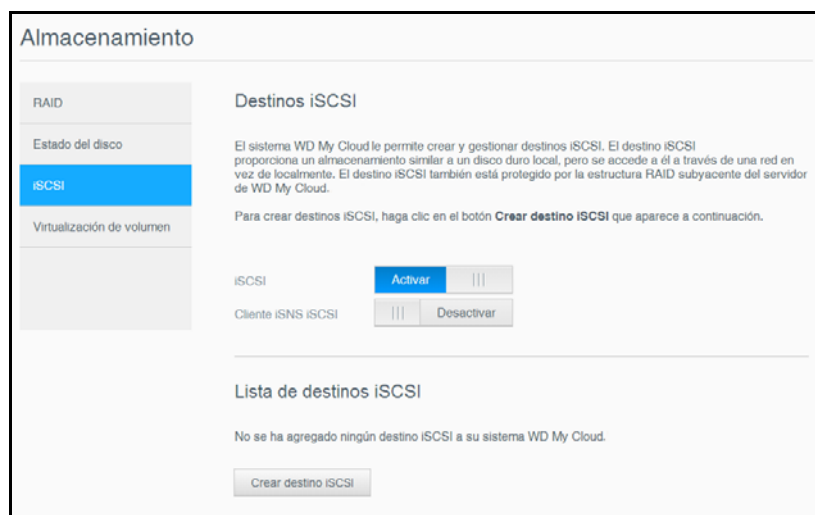 Almacenamiento
RAID
Estado del disco
iSCSI
Virtualización de volumen
Destinos iSCSI
El sistema WD My Cloud le permite crear y gestionar destinos iSCSI. El destino iSCSI
proporciona un almacenamiento similar a un disco duro local, pero se accede a él a través de una red en
vez de localmente. El destino iSCSI también está protegido por la estructura RAID subyacente del servidor
de WD My Cloud.
Para crear destinos iSCSI, haga clic en el botón Crear destino iSCSI que aparece a continuación.
iSCSI Activar
Cliente iSNS iSCSI Desactivar
Lista de destinos iSCSI
No se ha agregado ningún destino iSCSI a su sistema WD My Cloud.
Crear destino iSCSI